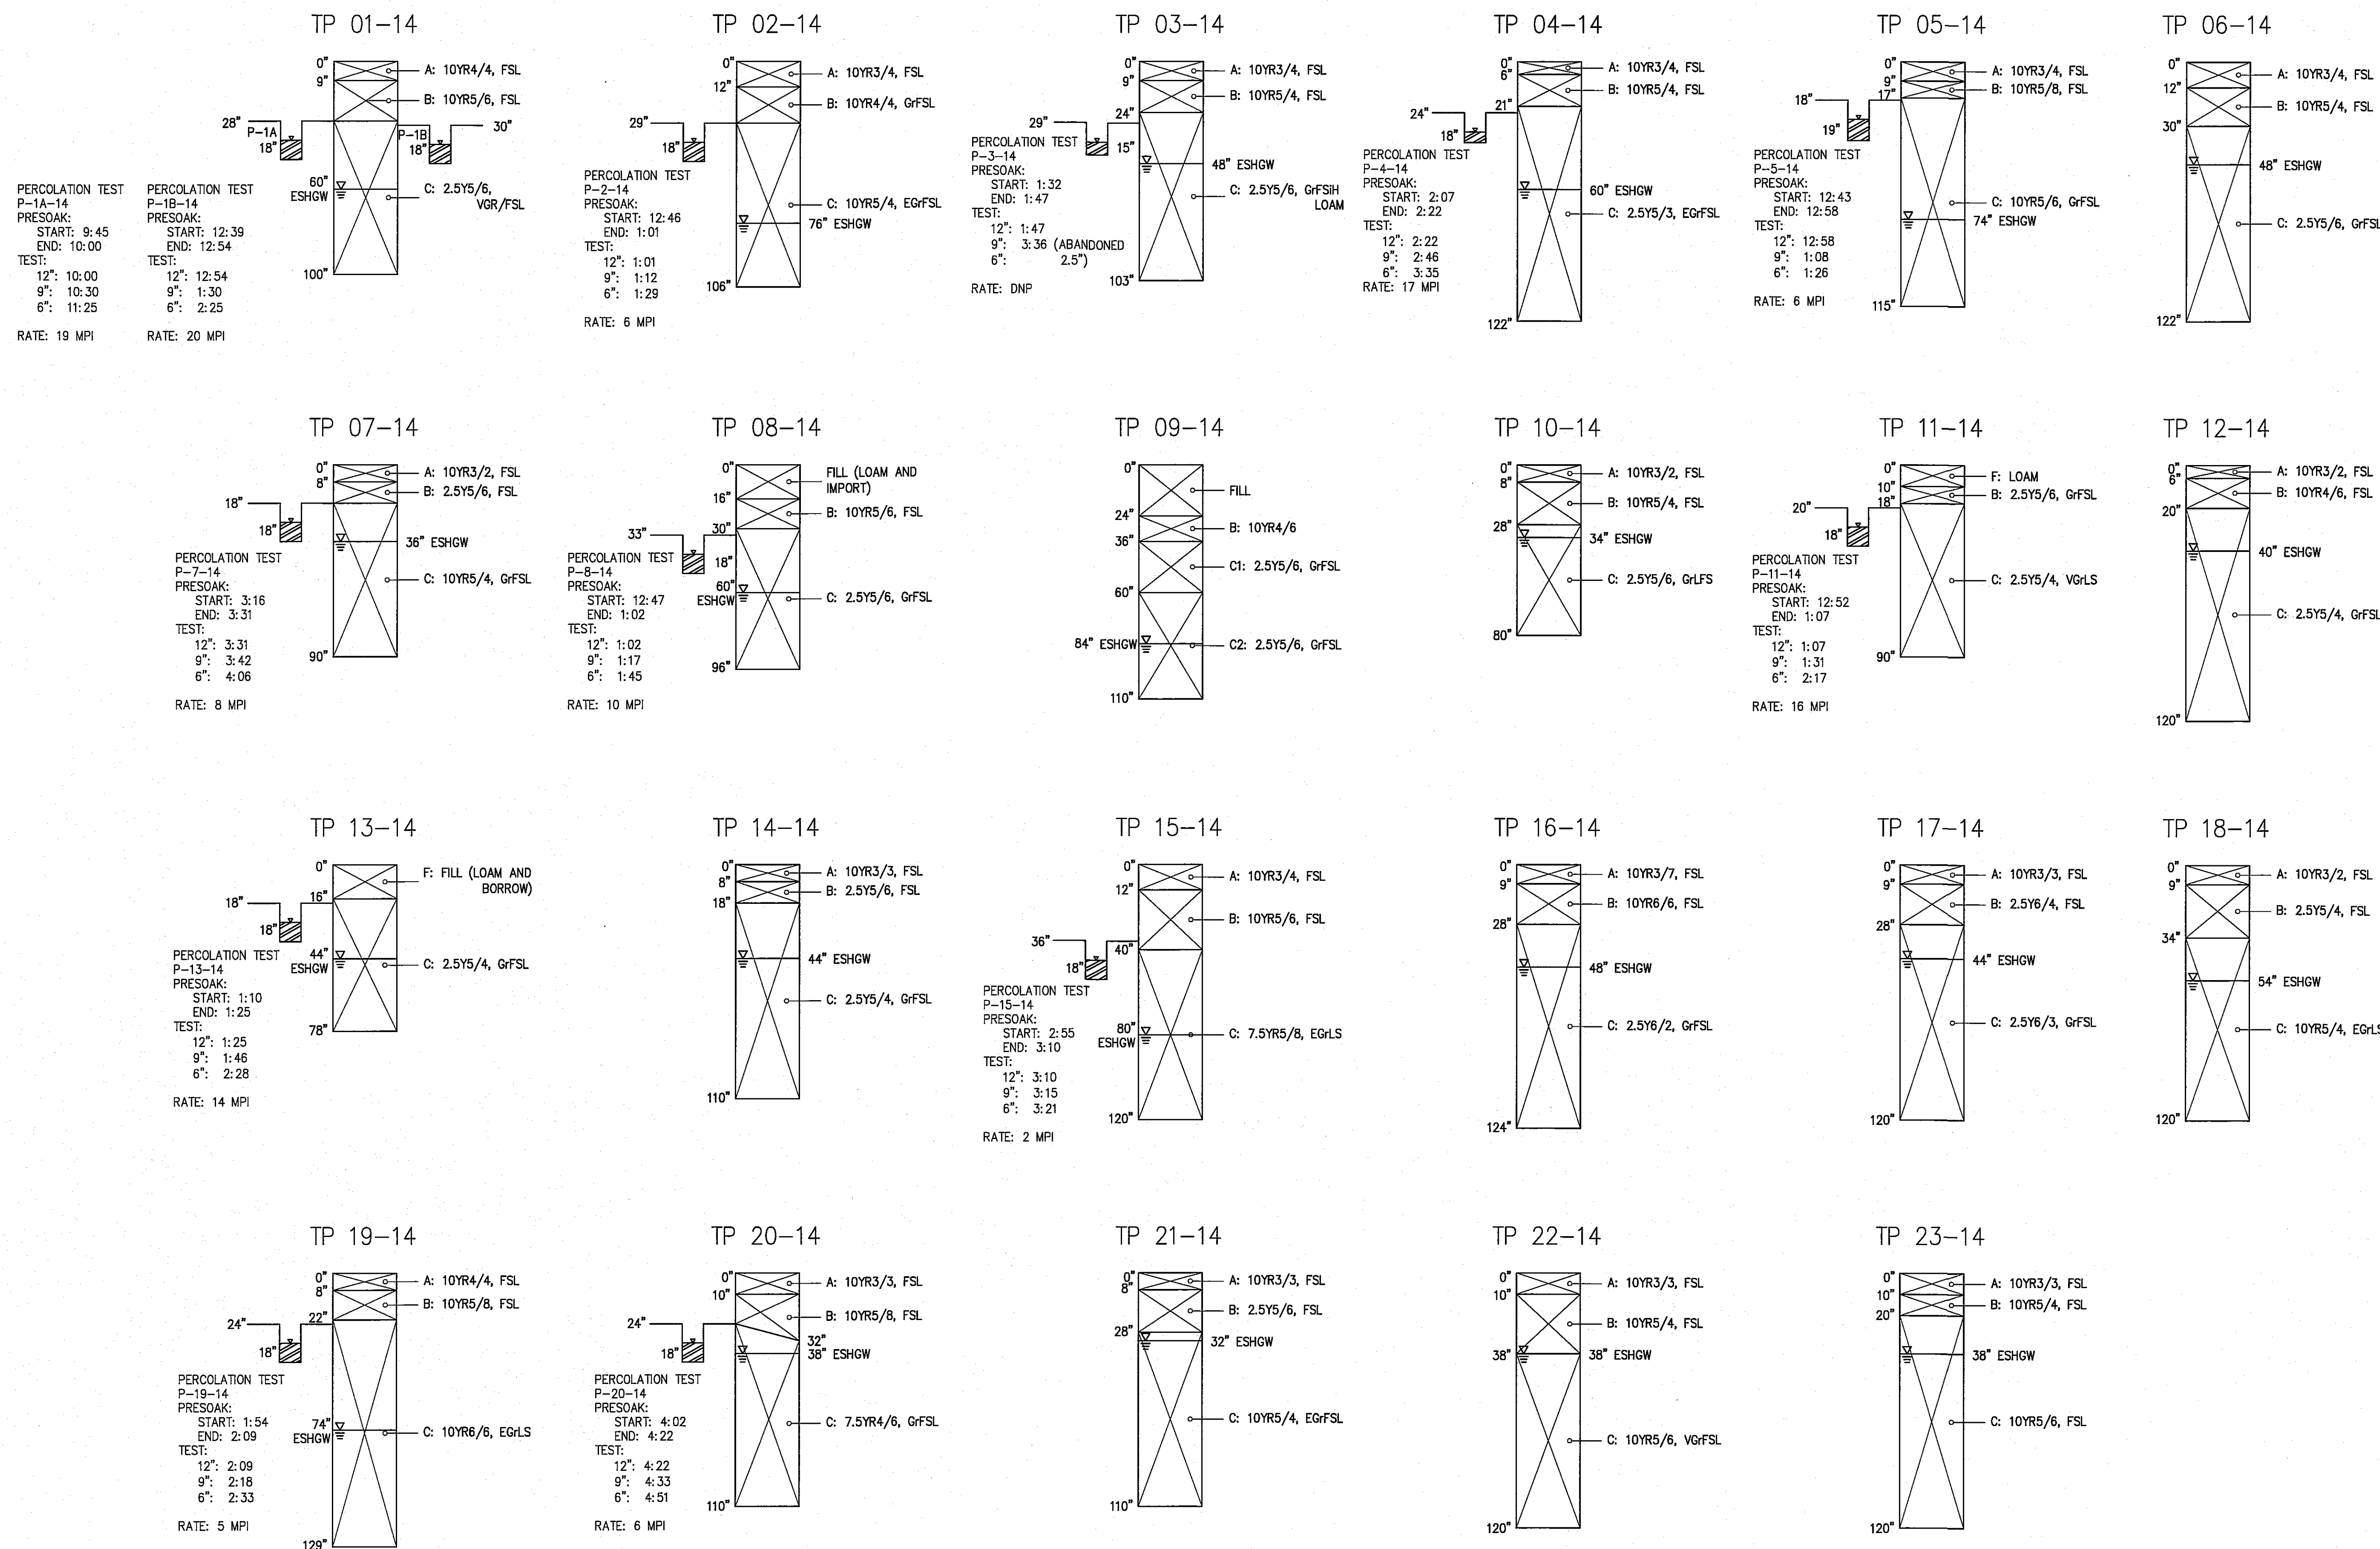 TP 01-14
0"
9"
A: 10YR4/4, FSL
B: 10YR5/6, FSL
28"
P-1A
18"
P-1B
18"
30"
60"
ESHGW
C: 2.5Y5/6,
VGR/FSL
100"
PERCOLATION TEST
P-1A-14
PRESOAK:
START: 9:45
END: 10:00
TEST:
12": 10:00
9": 10:30
6": 11:25
RATE: 19 MPI
PERCOLATION TEST
P-1B-14
PRESOAK:
START: 12:39
END: 12:54
TEST:
12": 12:54
9": 1:30
6": 2:25
RATE: 20 MPI
TP 02-14
0"
12"
A: 10YR3/4, FSL
B: 10YR4/4, GrFSL
29"
18"
C: 10YR5/4, EGrFSL
76" ESHGW
106"
PERCOLATION TEST
P-2-14
PRESOAK:
START: 12:46
END: 1:01
TEST:
12": 1:01
9": 1:12
6": 1:29
RATE: 6 MPI
TP 03-14
0"
9"
24"
A: 10YR3/4, FSL
B: 10YR5/4, FSL
29"
15"
48" ESHGW
C: 2.5Y5/6, GrFSiH
LOAM
103"
PERCOLATION TEST
P-3-14
PRESOAK:
START: 1:32
END: 1:47
TEST:
12": 1:47
9": 3:36 (ABANDONED
6": 2.5")
RATE: DNP
TP 04-14
0"
6"
21"
A: 10YR3/4, FSL
B: 10YR5/4, FSL
24"
18"
60" ESHGW
C: 2.5Y5/3, EGrFSL
122"
PERCOLATION TEST
P-4-14
PRESOAK:
START: 2:07
END: 2:22
TEST:
12": 2:22
9": 2:46
6": 3:35
RATE: 17 MPI
TP 05-14
0"
9"
17"
A: 10YR3/4, FSL
B: 10YR5/8, FSL
18"
19"
C: 10YR5/6, GrFSL
74" ESHGW
115"
PERCOLATION TEST
P-5-14
PRESOAK:
START: 12:43
END: 12:58
TEST:
12": 12:58
9": 1:08
6": 1:26
RATE: 6 MPI
TP 06-14
0"
12"
30"
A: 10YR3/4, FSL
B: 10YR5/4, FSL
48" ESHGW
C: 2.5Y5/6, GrFSL
122"
TP 07-14
0"
8"
A: 10YR3/2, FSL
B: 2.5Y5/6, FSL
18"
18"
36" ESHGW
C: 10YR5/4, GrFSL
90"
PERCOLATION TEST
P-7-14
PRESOAK:
START: 3:16
END: 3:31
TEST:
12": 3:31
9": 3:42
6": 4:06
RATE: 8 MPI
TP 08-14
0"
16"
30"
FILL (LOAM AND
IMPORT)
B: 10YR5/6, FSL
33"
18"
60"
ESHGW
C: 2.5Y5/6, GrFSL
96"
PERCOLATION TEST
P-8-14
PRESOAK:
START: 12:47
END: 1:02
TEST:
12": 1:02
9": 1:17
6": 1:45
RATE: 10 MPI
TP 09-14
0"
24"
36"
60"
FILL
B: 10YR4/6
C1: 2.5Y5/6, GrFSL
84" ESHGW
C2: 2.5Y5/6, GrFSL
110"
TP 10-14
0"
8"
28"
A: 10YR3/2, FSL
B: 10YR5/4, FSL
34" ESHGW
C: 2.5Y5/6, GrLFS
80"
TP 11-14
0"
10"
18"
F: LOAM
B: 2.5Y5/6, GrFSL
20"
18"
C: 2.5Y5/4, VGrLS
90"
PERCOLATION TEST
P-11-14
PRESOAK:
START: 12:52
END: 1:07
TEST:
12": 1:07
9": 1:31
6": 2:17
RATE: 16 MPI
TP 12-14
0"
6"
20"
A: 10YR3/2, FSL
B: 10YR4/6, FSL
40" ESHGW
C: 2.5Y5/4, GrFSL
120"
TP 13-14
0"
16"
F: FILL (LOAM AND
BORROW)
18"
18"
44"
ESHGW
C: 2.5Y5/4, GrFSL
78"
PERCOLATION TEST
P-13-14
PRESOAK:
START: 1:10
END: 1:25
TEST:
12": 1:25
9": 1:46
6": 2:28
RATE: 14 MPI
TP 14-14
0"
8"
18"
A: 10YR3/3, FSL
B: 2.5Y5/6, FSL
44" ESHGW
C: 2.5Y5/4, GrFSL
110"
TP 15-14
0"
12"
40"
A: 10YR3/4, FSL
B: 10YR5/6, FSL
36"
18"
80"
ESHGW
C: 7.5YR5/8, EGrLS
120"
PERCOLATION TEST
P-15-14
PRESOAK:
START: 2:55
END: 3:10
TEST:
12": 3:10
9": 3:15
6": 3:21
RATE: 2 MPI
TP 16-14
0"
9"
28"
A: 10YR3/7, FSL
B: 10YR6/6, FSL
48" ESHGW
C: 2.5Y6/2, GrFSL
124"
TP 17-14
0"
9"
28"
A: 10YR3/3, FSL
B: 2.5Y6/4, FSL
44" ESHGW
C: 2.5Y6/3, GrFSL
120"
TP 18-14
0"
9"
34"
A: 10YR3/2, FSL
B: 2.5Y5/4, FSL
54" ESHGW
C: 10YR5/4, EGrLS
120"
TP 19-14
0"
8"
22"
A: 10YR4/4, FSL
B: 10YR5/8, FSL
24"
18"
74"
ESHGW
C: 10YR6/6, EGrLS
129"
PERCOLATION TEST
P-19-14
PRESOAK:
START: 1:54
END: 2:09
TEST:
12": 2:09
9": 2:18
6": 2:33
RATE: 5 MPI
TP 20-14
0"
10"
A: 10YR3/3, FSL
B: 10YR5/8, FSL
24"
18"
32"
38" ESHGW
C: 7.5YR4/6, GrFSL
110"
PERCOLATION TEST
P-20-14
PRESOAK:
START: 4:02
END: 4:22
TEST:
12": 4:22
9": 4:33
6": 4:51
RATE: 6 MPI
TP 21-14
0"
8"
28"
A: 10YR3/3, FSL
B: 2.5Y5/6, FSL
32" ESHGW
C: 10YR5/4, EGrFSL
110"
TP 22-14
0"
10"
38"
A: 10YR3/3, FSL
B: 10YR5/4, FSL
38" ESHGW
C: 10YR5/6, VGrFSL
120"
TP 23-14
0"
10"
20"
A: 10YR3/3, FSL
B: 10YR5/4, FSL
38" ESHGW
C: 10YR5/6, FSL
120"